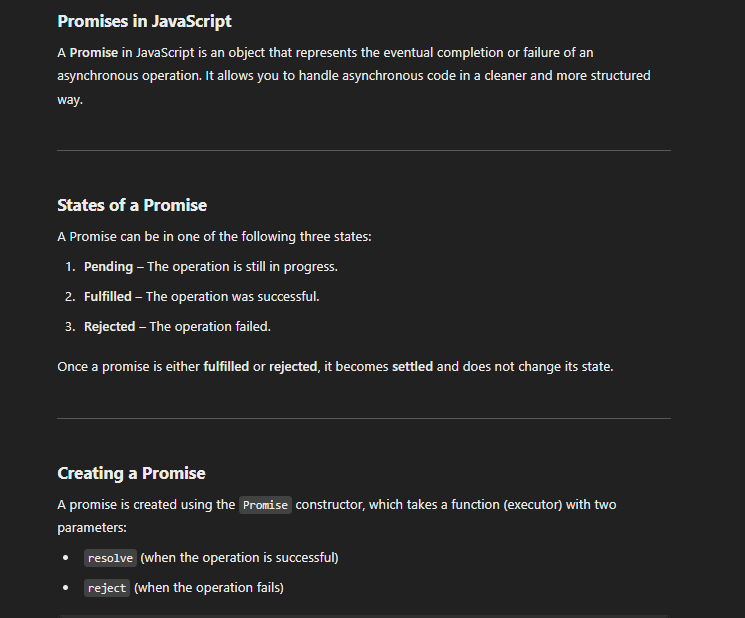 Promises in JavaScript
A Promise in JavaScript is an object that represents the eventual completion or failure of an
asynchronous operation. It allows you to handle asynchronous code in a cleaner and more structured
way.
States of a Promise
A Promise can be in one of the following three states:
1. Pending – The operation is still in progress.
2. Fulfilled – The operation was successful.
3. Rejected – The operation failed.
Once a promise is either fulfilled or rejected, it becomes settled and does not change its state.
Creating a Promise
A promise is created using the Promise constructor, which takes a function (executor) with two
parameters:
• resolve (when the operation is successful)
• reject (when the operation fails)